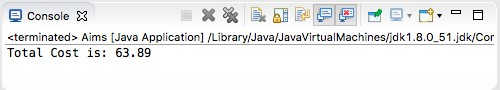 Console
<terminated> Aims [Java Application] /Library/Java/JavaVirtualMachines/jdk1.8.0_51.jdk/Cor
Total Cost is: 63.89